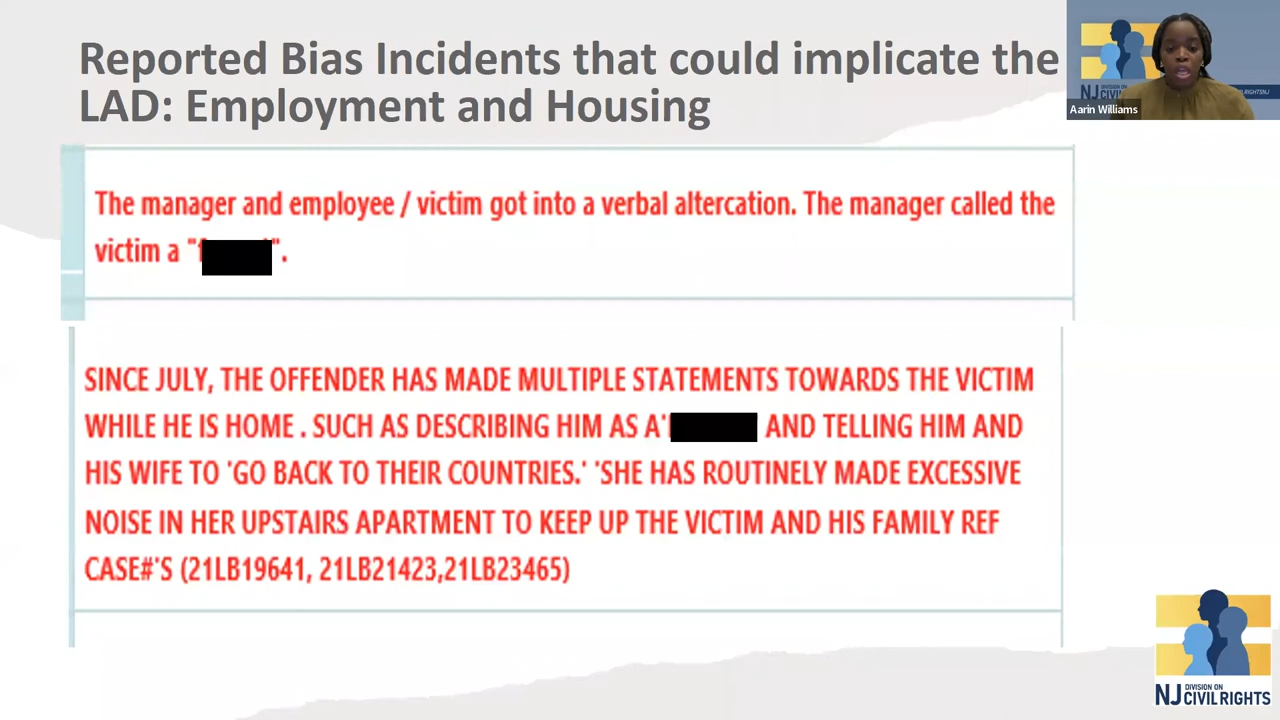 Reported Bias Incidents that could implicate the
LAD: Employment and Housing
Aarin Williams
The manager and employee / victim got into a verbal altercation. The manager called the
victim a "f ".
SINCE JULY, THE OFFENDER HAS MADE MULTIPLE STATEMENTS TOWARDS THE VICTIM
WHILE HE IS HOME . SUCH AS DESCRIBING HIM AS A' AND TELLING HIM AND
HIS WIFE TO 'GO BACK TO THEIR COUNTRIES.' 'SHE HAS ROUTINELY MADE EXCESSIVE
NOISE IN HER UPSTAIRS APARTMENT TO KEEP UP THE VICTIM AND HIS FAMILY REF
CASE#'S (21LB19641, 21LB21423,21LB23465)
NJ DIVISION ON
CIVIL RIGHTS